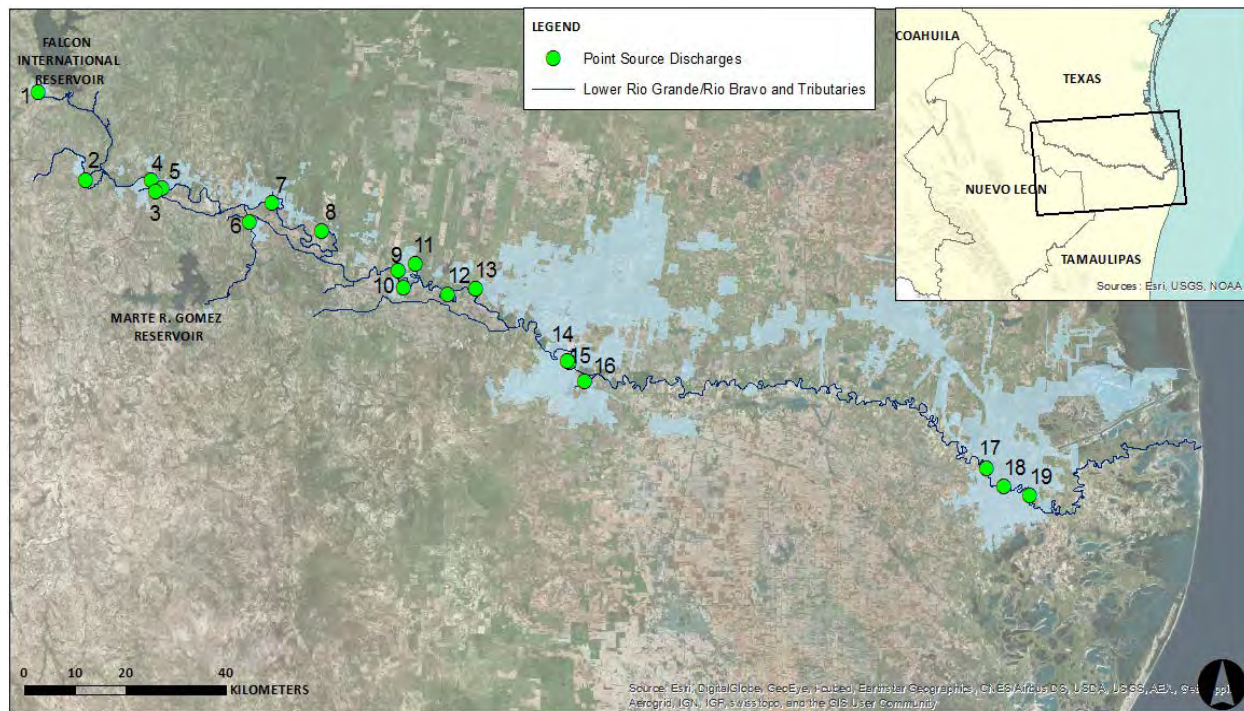 FALCON
INTERNATIONAL
RESERVOIR
1
2
4
5
3
7
6
8
MARTE R. GOMEZ
RESERVOIR
9
11
10
12
13
14
15
16
17
18
19
LEGEND
Point Source Discharges
Lower Rio Grande/Rio Bravo and Tributaries
COAHUILA
TEXAS
NUEVO LEON
TAMAULIPAS
Sources: Esri, USGS, NOAA
0 10 20 40
KILOMETERS
Source: Esri, DigitalGlobe, GeoEye, i-cubed, Earthstar Geographics, CNES/Airbus DS, USDA, USGS, AEX,
Aerogrid, IGN, IGP, swisstopo, and the GIS User Community